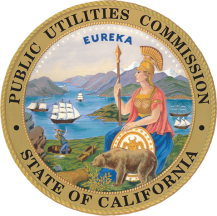 PUBLIC UTILITIES COMMISSION
EUREKA
STATE OF CALIFORNIA